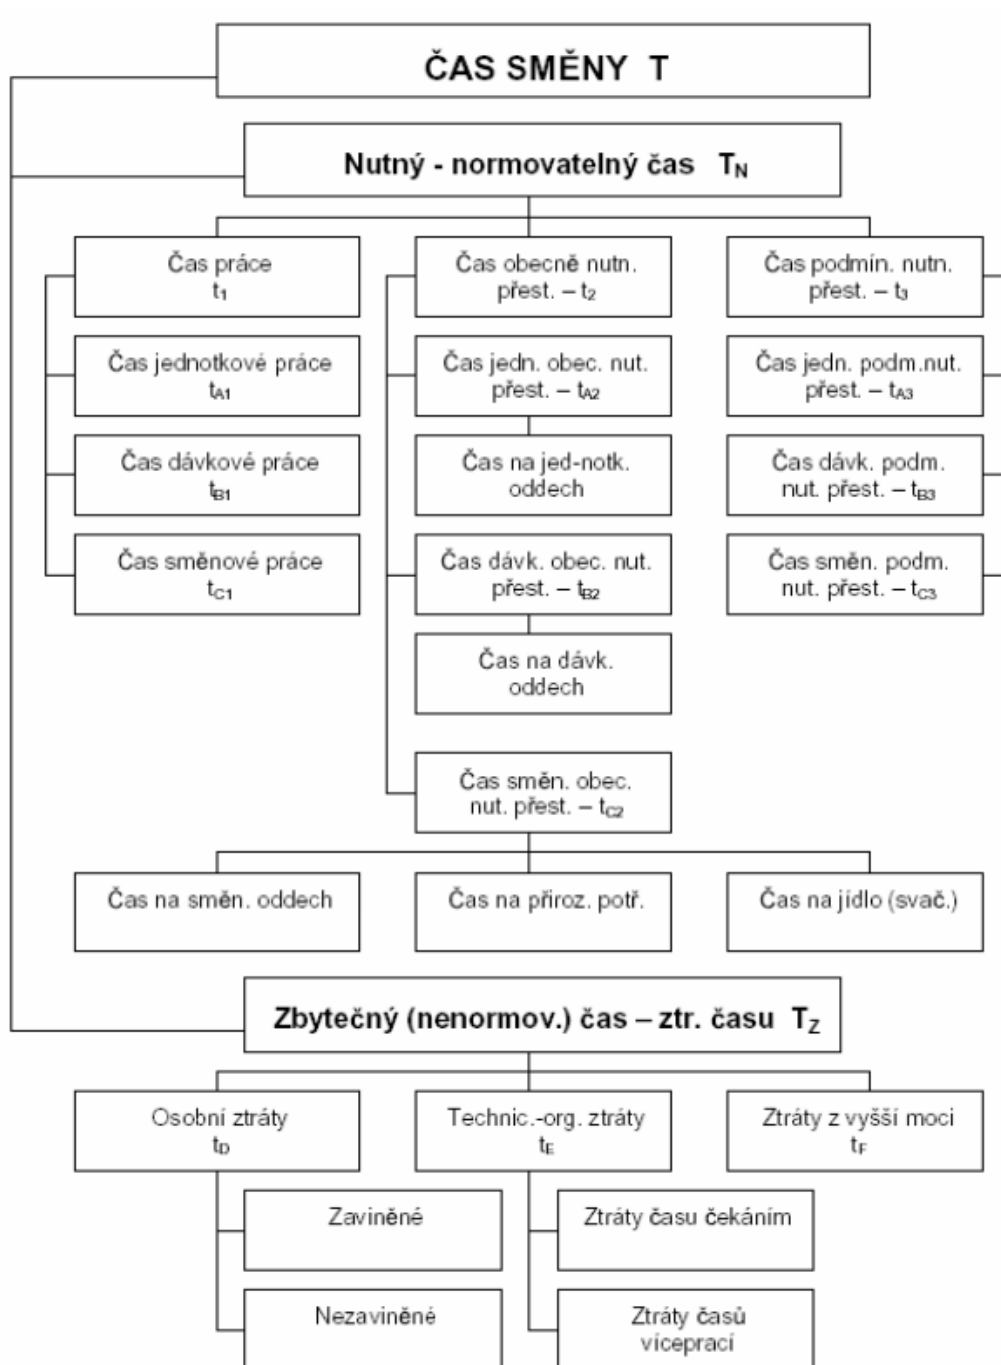 ČAS SMĚNY T
Nutný - normovatelný čas TN
Čas práce
t1
Čas obecně nutn.
přest. – t2
Čas podmín. nutn.
přest. – t3
Čas jednotkové práce
tA1
Čas jedn. obec. nut.
přest. – tA2
Čas jedn. podm.nut.
přest. – tA3
Čas dávkové práce
tB1
Čas na jed-notk.
oddech
Čas dávk. podm.
nut. přest. – tB3
Čas směnové práce
tC1
Čas dávk. obec. nut.
přest. – tB2
Čas směn. podm.
nut. přest. – tC3
Čas na dávk.
oddech
Čas směn. obec.
nut. přest. – tC2
Čas na směn. oddech
Čas na přiroz. potř.
Čas na jídlo (svač.)
Zbytečný (nenormov.) čas – ztr. času TZ
Osobní ztráty
tD
Technic.-org. ztráty
tE
Ztráty z vyšší moci
tF
Zaviněné
Ztráty času čekáním
Nezaviněné
Ztráty časů
víceprací